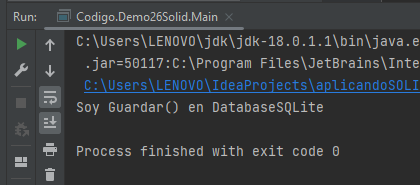 Run: Codigo.Demo26Solid.Main
C:\Users\LENOVO\jdk\jdk-18.0.1.1\bin\java.e
.jar=50117:C:\Program Files\JetBrains\Inte
C:\Users\LENOVO\IdeaProjects\aplicandoSOLI
Soy Guardar() en DatabaseSQLite
Process finished with exit code 0